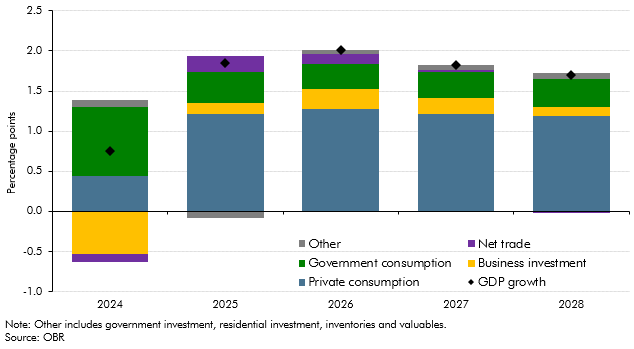 2.5
2.0
1.5
1.0
0.5
0.0
-0.5
-1.0
Percentage points
Other
Net trade
Government consumption
Business investment
Private consumption
GDP growth
2024 2025 2026 2027 2028
Note: Other includes government investment, residential investment, inventories and valuables.
Source: OBR